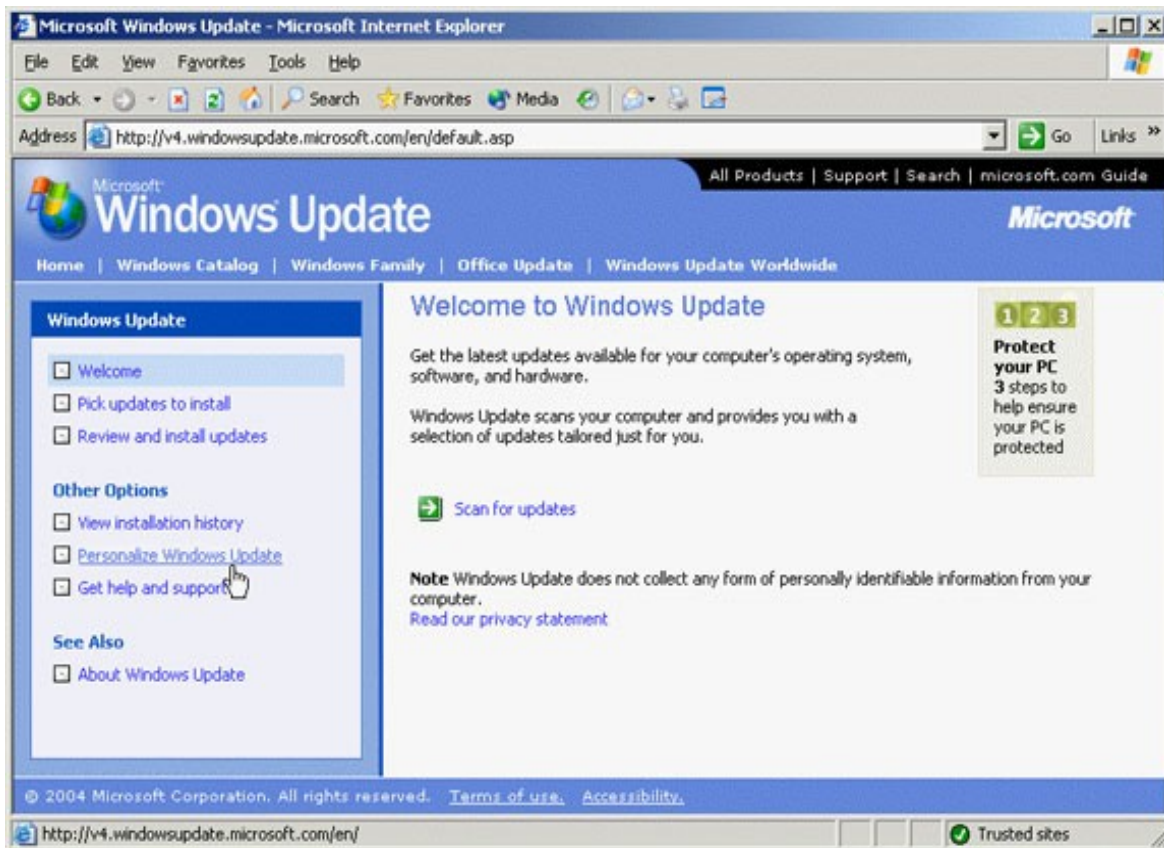 Microsoft Windows Update - Microsoft Internet Explorer
File Edit View Favorites Tools Help
Back Search Favorites Media
Address http://v4.windowsupdate.microsoft.com/en/default.asp Go Links »
All Products | Support | Search | microsoft.com Guide
Microsoft
Windows Update
Microsoft
Home | Windows Catalog | Windows Family | Office Update | Windows Update Worldwide
Windows Update
Welcome
Pick updates to install
Review and install updates
Other Options
View installation history
Personalize Windows Update
Get help and support
See Also
About Windows Update
Welcome to Windows Update
Get the latest updates available for your computer's operating system,
software, and hardware.
Windows Update scans your computer and provides you with a
selection of updates tailored just for you.
Scan for updates
Note Windows Update does not collect any form of personally identifiable information from your
computer.
Read our privacy statement
1 2 3
Protect
your PC
3 steps to
help ensure
your PC is
protected
© 2004 Microsoft Corporation. All rights reserved. Terms of use. Accessibility.
http://v4.windowsupdate.microsoft.com/en/ Trusted sites